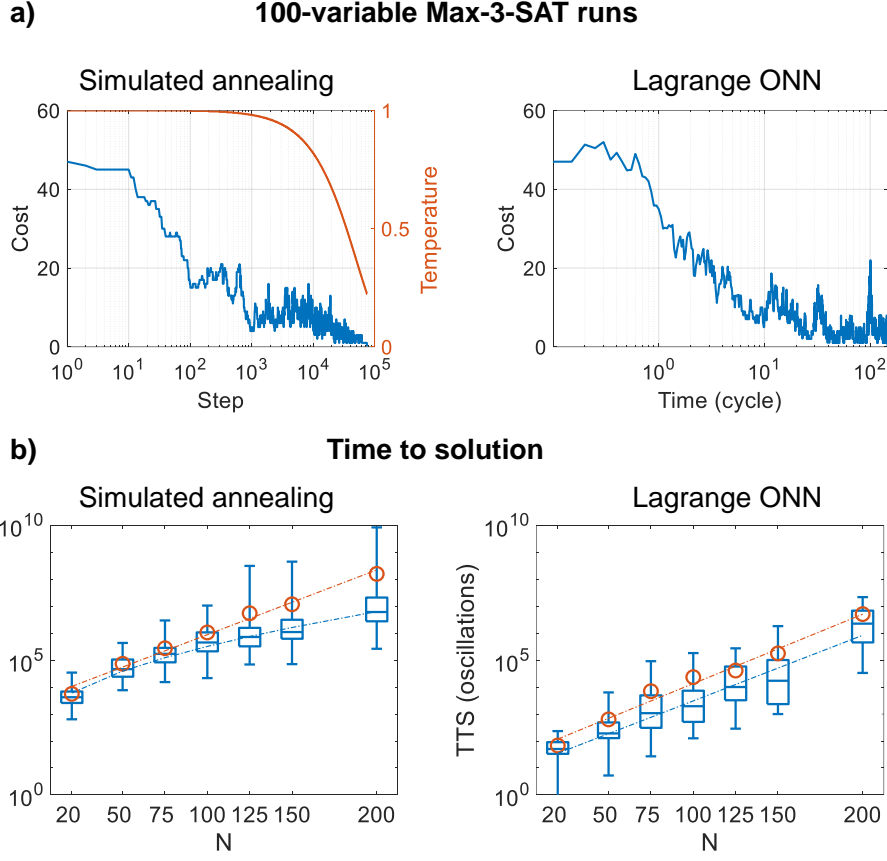 a)
100-variable Max-3-SAT runs
Simulated annealing
Lagrange ONN
60
40
20
0
Cost
1
0.5
0
Temperature
10^0 10^1 10^2 10^3 10^4 10^5
Step
60
40
20
0
Cost
10^0 10^1 10^2
Time (cycle)
b)
Time to solution
Simulated annealing
Lagrange ONN
10^10
10^5
10^0
20 50 75 100 125 150 200
N
TTS (oscillations)
10^10
10^5
10^0
20 50 75 100 125 150 200
N